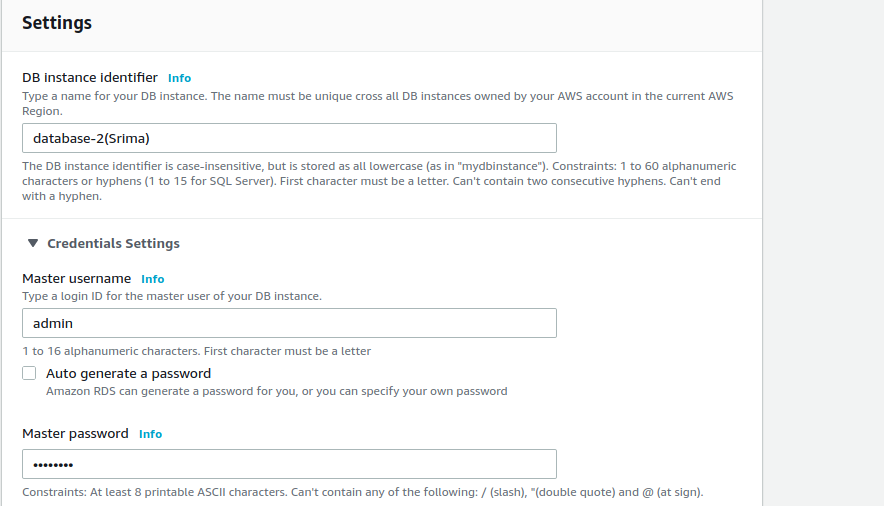 Settings
DB instance identifier Info
Type a name for your DB instance. The name must be unique cross all DB instances owned by your AWS account in the current AWS
Region.
database-2(Srima)
The DB instance identifier is case-insensitive, but is stored as all lowercase (as in "mydbinstance"). Constraints: 1 to 60 alphanumeric
characters or hyphens (1 to 15 for SQL Server). First character must be a letter. Can't contain two consecutive hyphens. Can't end
with a hyphen.
Credentials Settings
Master username Info
Type a login ID for the master user of your DB instance.
admin
1 to 16 alphanumeric characters. First character must be a letter
Auto generate a password
Amazon RDS can generate a password for you, or you can specify your own password
Master password Info
••••••••
Constraints: At least 8 printable ASCII characters. Can't contain any of the following: / (slash), "(double quote) and @ (at sign).